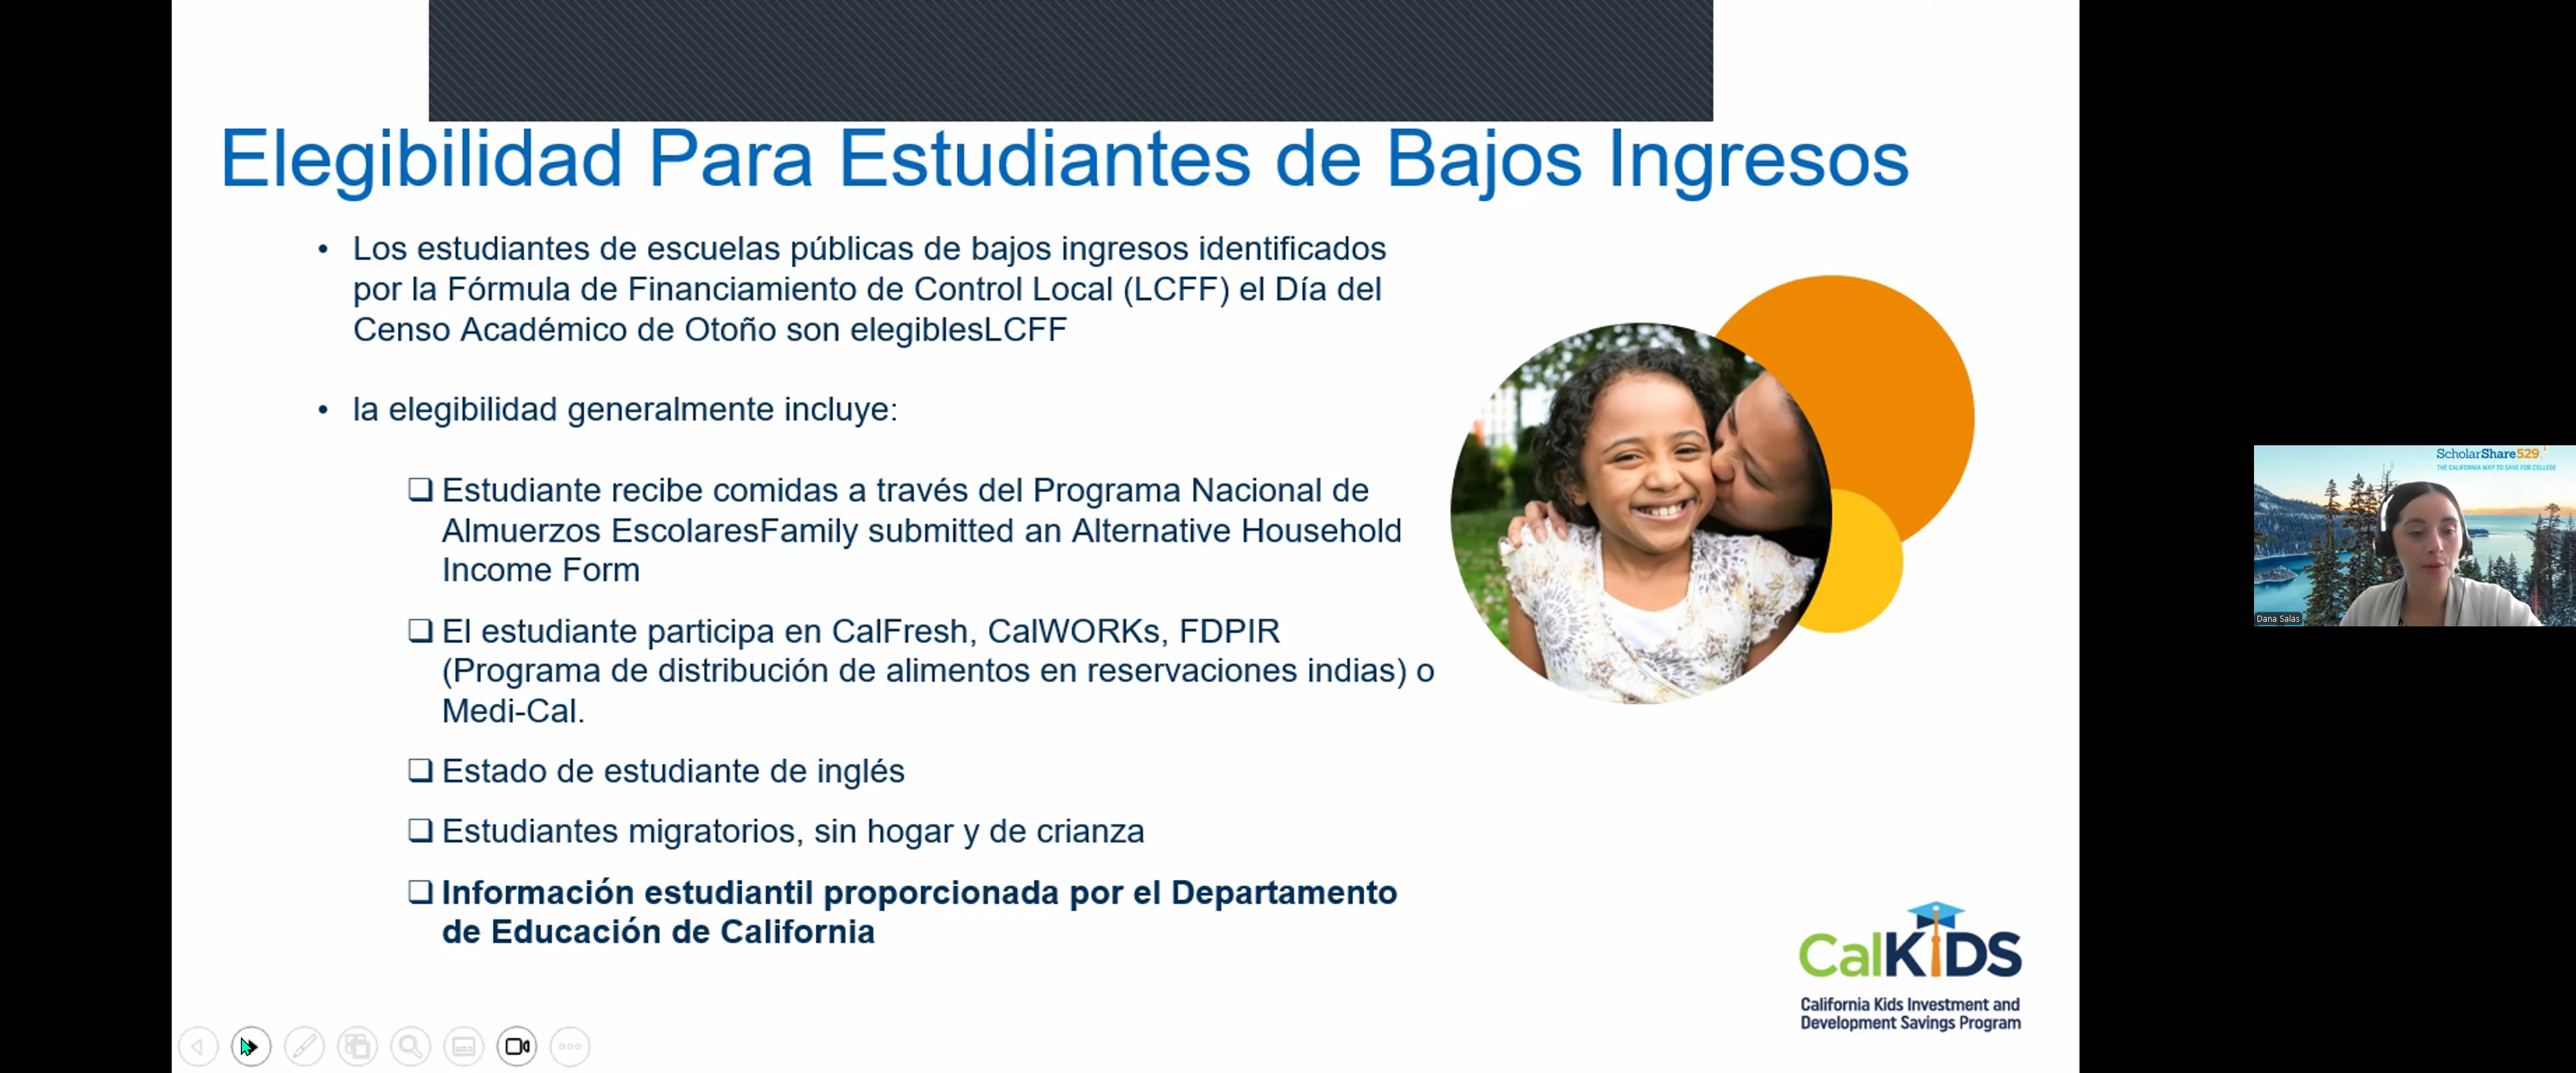 Elegibilidad Para Estudiantes de Bajos Ingresos
• Los estudiantes de escuelas públicas de bajos ingresos identificados
por la Fórmula de Financiamiento de Control Local (LCFF) el Día del
Censo Académico de Otoño son elegiblesLCFF
• la elegibilidad generalmente incluye:
❑ Estudiante recibe comidas a través del Programa Nacional de
Almuerzos EscolaresFamily submitted an Alternative Household
Income Form
❑ El estudiante participa en CalFresh, CalWORKs, FDPIR
(Programa de distribución de alimentos en reservaciones indias) o
Medi-Cal.
❑ Estado de estudiante de inglés
❑ Estudiantes migratorios, sin hogar y de crianza
❑ Información estudiantil proporcionada por el Departamento
de Educación de California
CalKIDS
California Kids Investment and
Development Savings Program
ScholarShare529
THE CALIFORNIA WAY TO SAVE FOR COLLEGE
Dana Salas